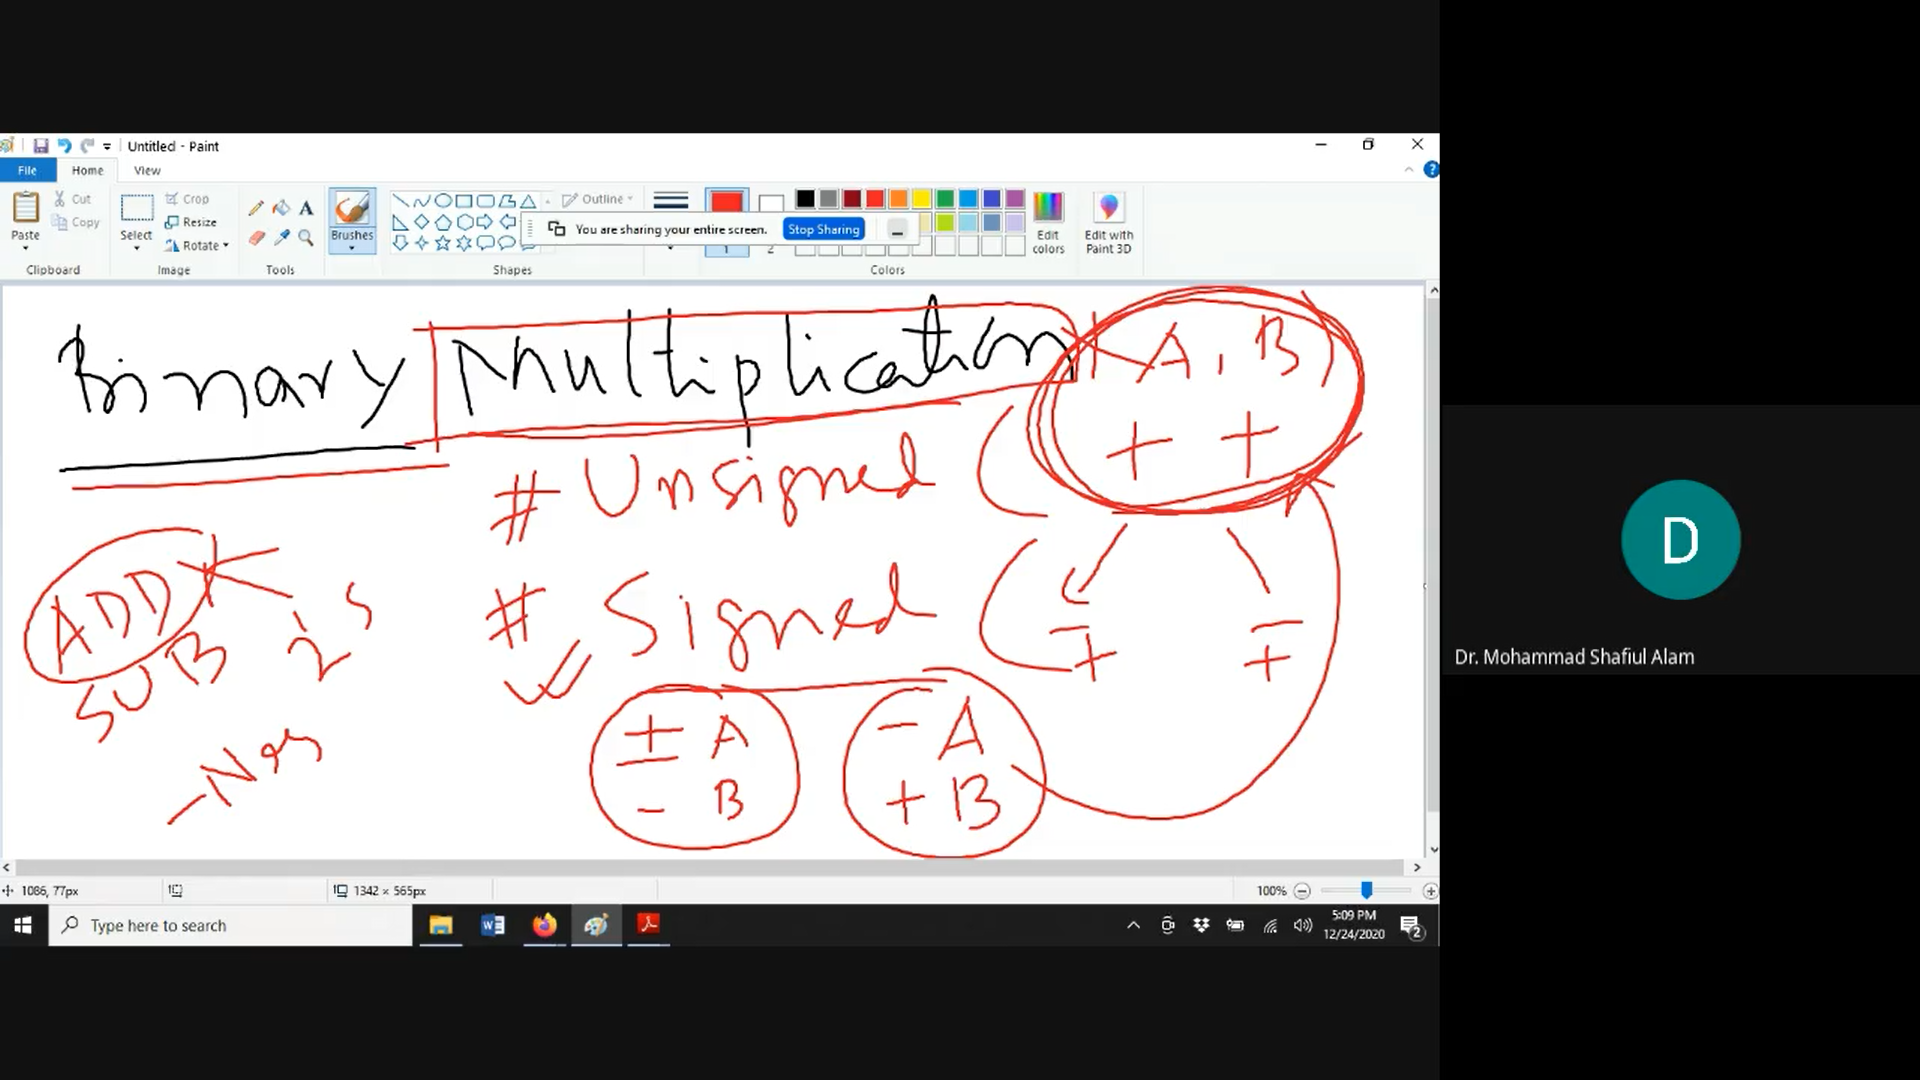 Untitled - Paint
File Home View
Cut
Copy
Paste
Clipboard
Crop
Resize
Rotate
Select
Image
Tools
Brushes
Outline
Shapes
You are sharing your entire screen. Stop Sharing
1 2
Colors
Edit colors
Edit with Paint 3D
Binary Multiplication
A, B
+ +
# Unsigned
# Signed
ADD
SUB
2's
- Nos
± A
- B
- A
+ B
∓ ∓
1086, 77px
1342 × 565px
100%
Type here to search
5:09 PM
12/24/2020
2
D
Dr. Mohammad Shafiul Alam